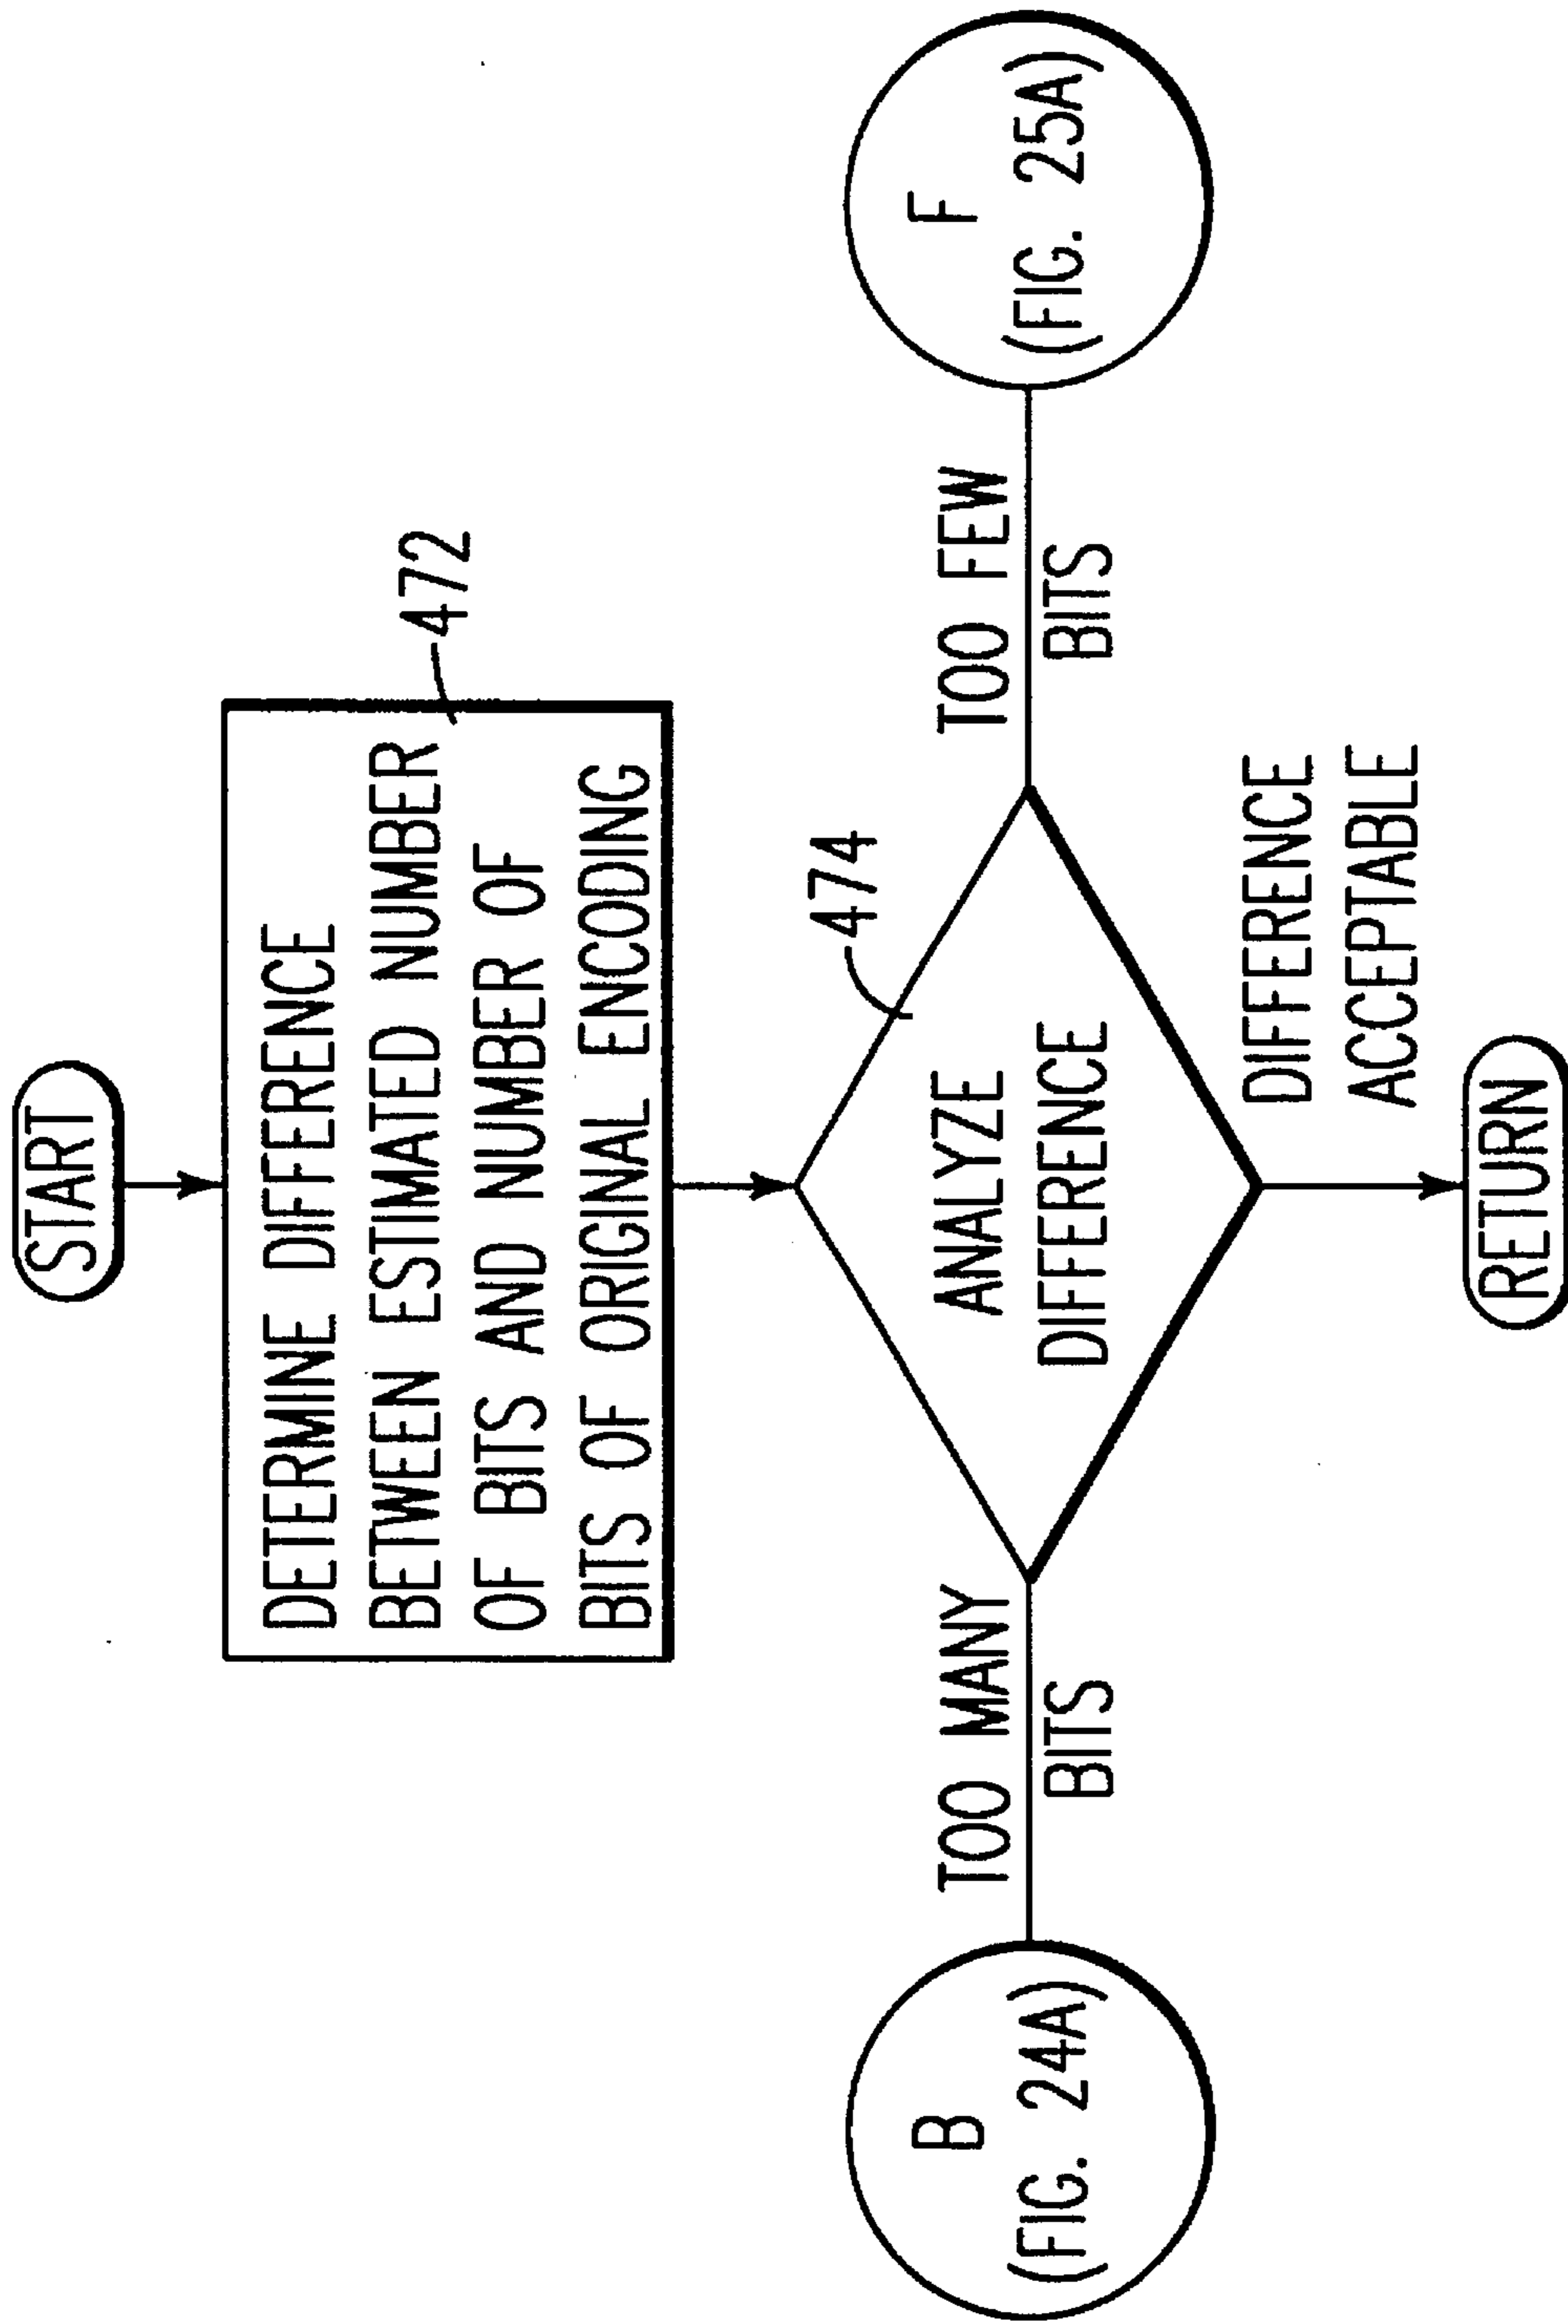 START
DETERMINE DIFFERENCE
BETWEEN ESTIMATED NUMBER
OF BITS AND NUMBER OF
BITS OF ORIGINAL ENCODING
472
474
ANALYZE
DIFFERENCE
TOO MANY
BITS
B
(FIG. 24A)
TOO FEW
BITS
F
(FIG. 25A)
DIFFERENCE
ACCEPTABLE
RETURN